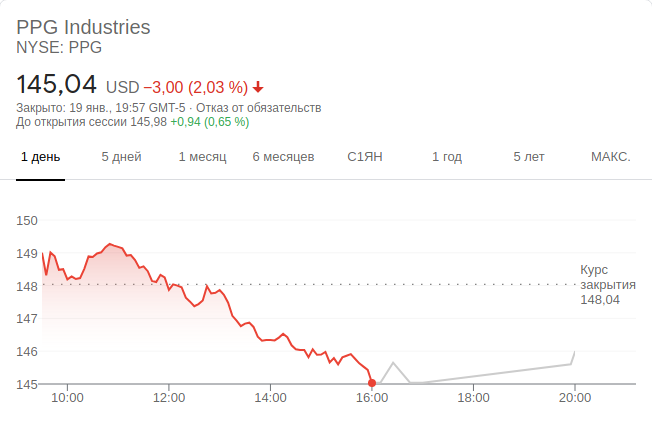 PPG Industries
NYSE: PPG
145,04 USD −3,00 (2,03 %)
Закрыто: 19 янв., 19:57 GMT-5 · Отказ от обязательств
До открытия сессии 145,98 +0,94 (0,65 %)
1 день 5 дней 1 месяц 6 месяцев С1ЯН 1 год 5 лет МАКС.
150
149
148
147
146
145
Курс
закрытия
148,04
10:00 12:00 14:00 16:00 18:00 20:00